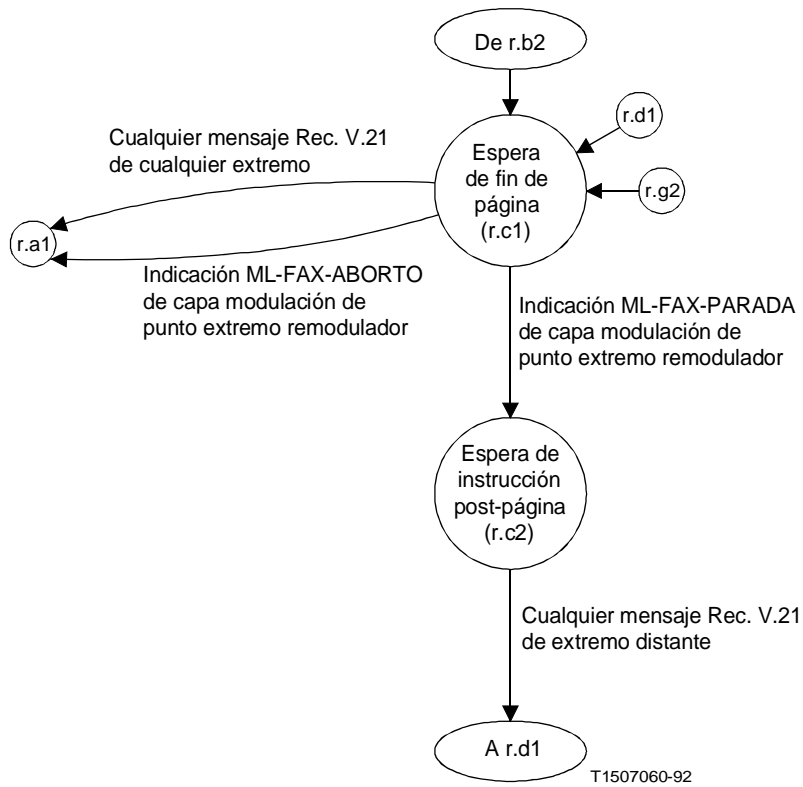 De r.b2
r.d1
Cualquier mensaje Rec. V.21
de cualquier extremo
Espera
de fin de
página
(r.c1)
r.g2
r.a1
Indicación ML-FAX-ABORTO
de capa modulación de
punto extremo remodulador
Indicación ML-FAX-PARADA
de capa modulación de
punto extremo remodulador
Espera de
instrucción
post-página
(r.c2)
Cualquier mensaje Rec. V.21
de extremo distante
A r.d1
T1507060-92